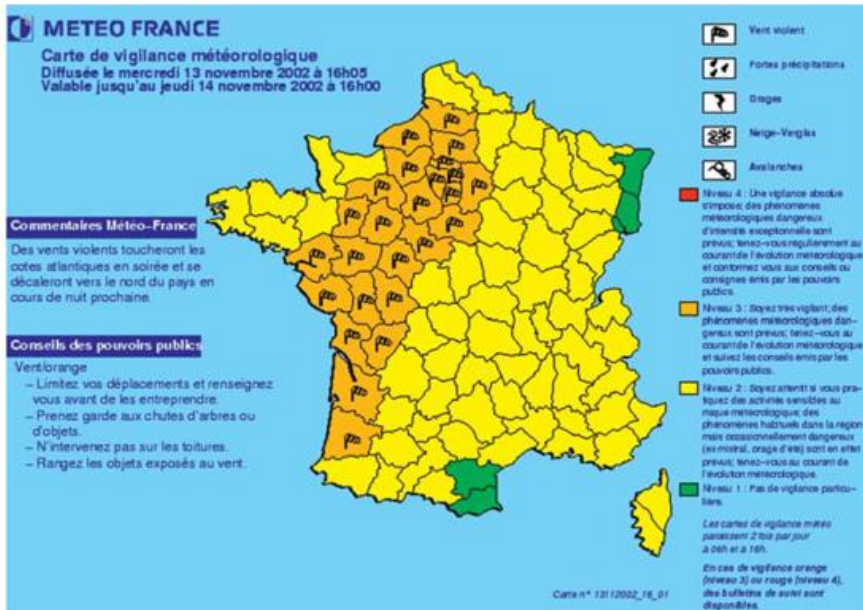 METEO FRANCE
Carte de vigilance météorologique
Diffusée le mercredi 13 novembre 2002 à 16h05
Valable jusqu'au jeudi 14 novembre 2002 à 16h00
Commentaires Météo-France
Des vents violents toucheront les
cotes atlantiques en soirée et se
décaleront vers le nord du pays en
cours de nuit prochaine.
Conseils des pouvoirs publics
Vent/orange
– Limitez vos déplacements et renseignez
vous avant de les entreprendre.
– Prenez garde aux chutes d'arbres ou
d'objets.
– N'intervenez pas sur les toitures.
– Rangez les objets exposés au vent.
Vent violent
Fortes précipitations
Orages
Neige-Verglas
Avalanches
Niveau 4 : Une vigilance absolue
s'impose; des phénomènes
météorologiques dangereux
d'intensité exceptionnelle sont
prévus; tenez-vous régulièrement au
courant de l'évolution météorologique
et conformez vous aux conseils ou
consignes émis par les pouvoirs
publics.
Niveau 3 : Soyez très vigilant; des
phénomènes météorologiques dan-
gereux sont prévus; tenez-vous au
courant de l'évolution météorologique
et suivez les conseils émis par les
pouvoirs publics.
Niveau 2 : Soyez attentif si vous pra-
tiquez des activités sensibles au
risque météorologique; des
phénomènes habituels dans la région
mais occasionnellement dangereux
(ex mistral, orage d'été) sont en effet
prévus; tenez-vous au courant de
l'évolution météorologique.
Niveau 1 : Pas de vigilance particu-
lière.
Les cartes de vigilance météo
paraissent 2 fois par jour
à 06h et à 16h.
En cas de vigilance orange
(niveau 3) ou rouge (niveau 4),
des bulletins de suivi sont
disponibles.
Carte n° 13112002_16_01